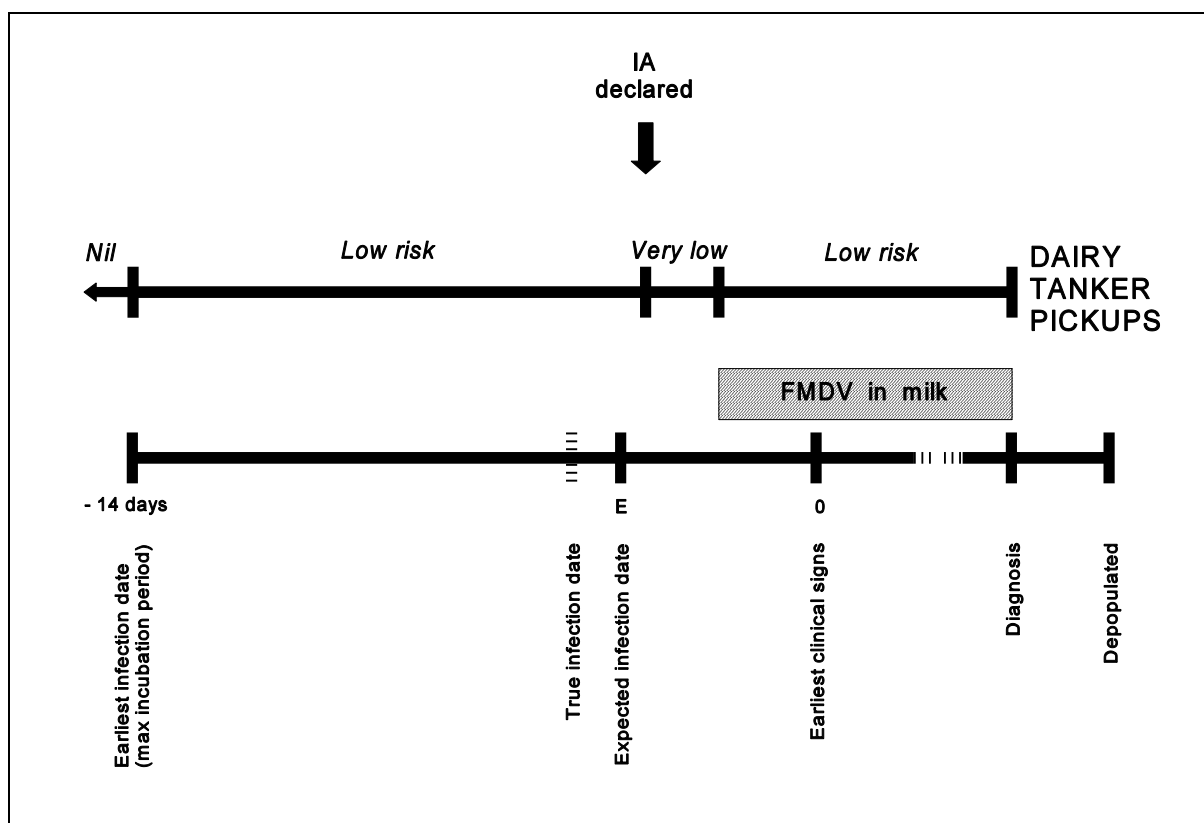 IA
declared
Nil
Low risk
Very low
Low risk
DAIRY
TANKER
PICKUPS
FMDV in milk
- 14 days
E
0
Earliest infection date
(max incubation period)
True infection date
Expected infection date
Earliest clinical signs
Diagnosis
Depopulated